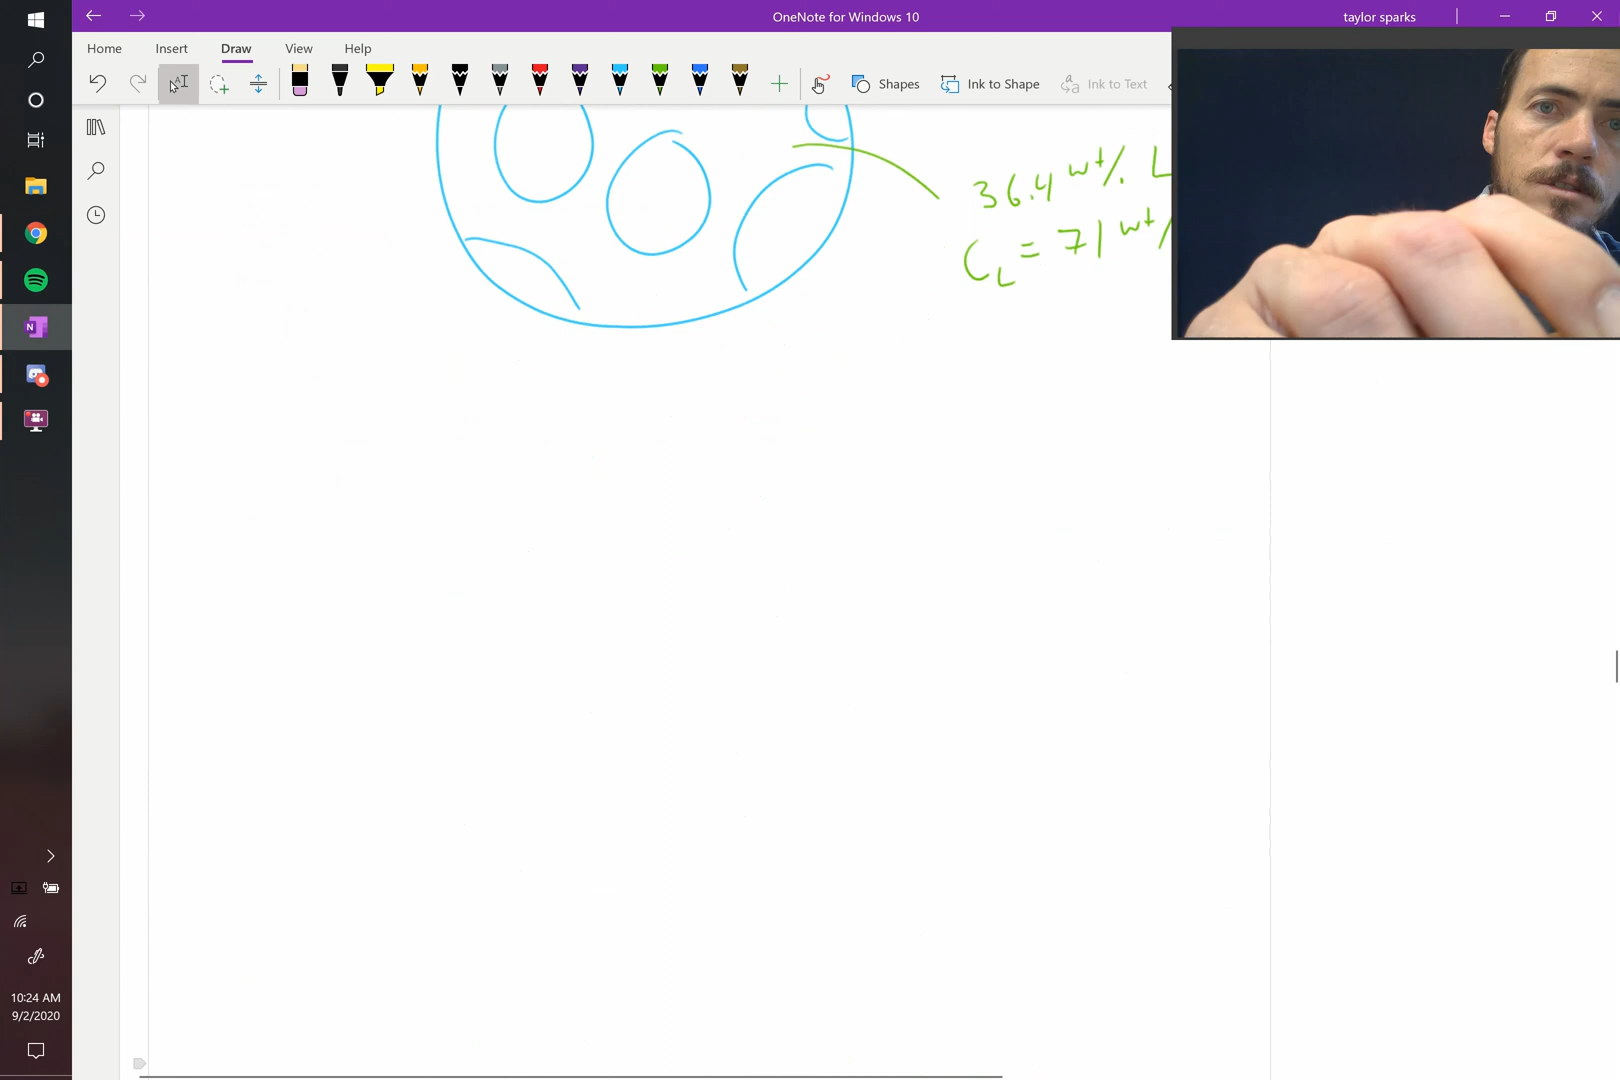 OneNote for Windows 10
taylor sparks
Home Insert Draw View Help
Shapes
Ink to Shape
Ink to Text
36.4 wt%. L
C_L = 71 wt%
10:24 AM
9/2/2020